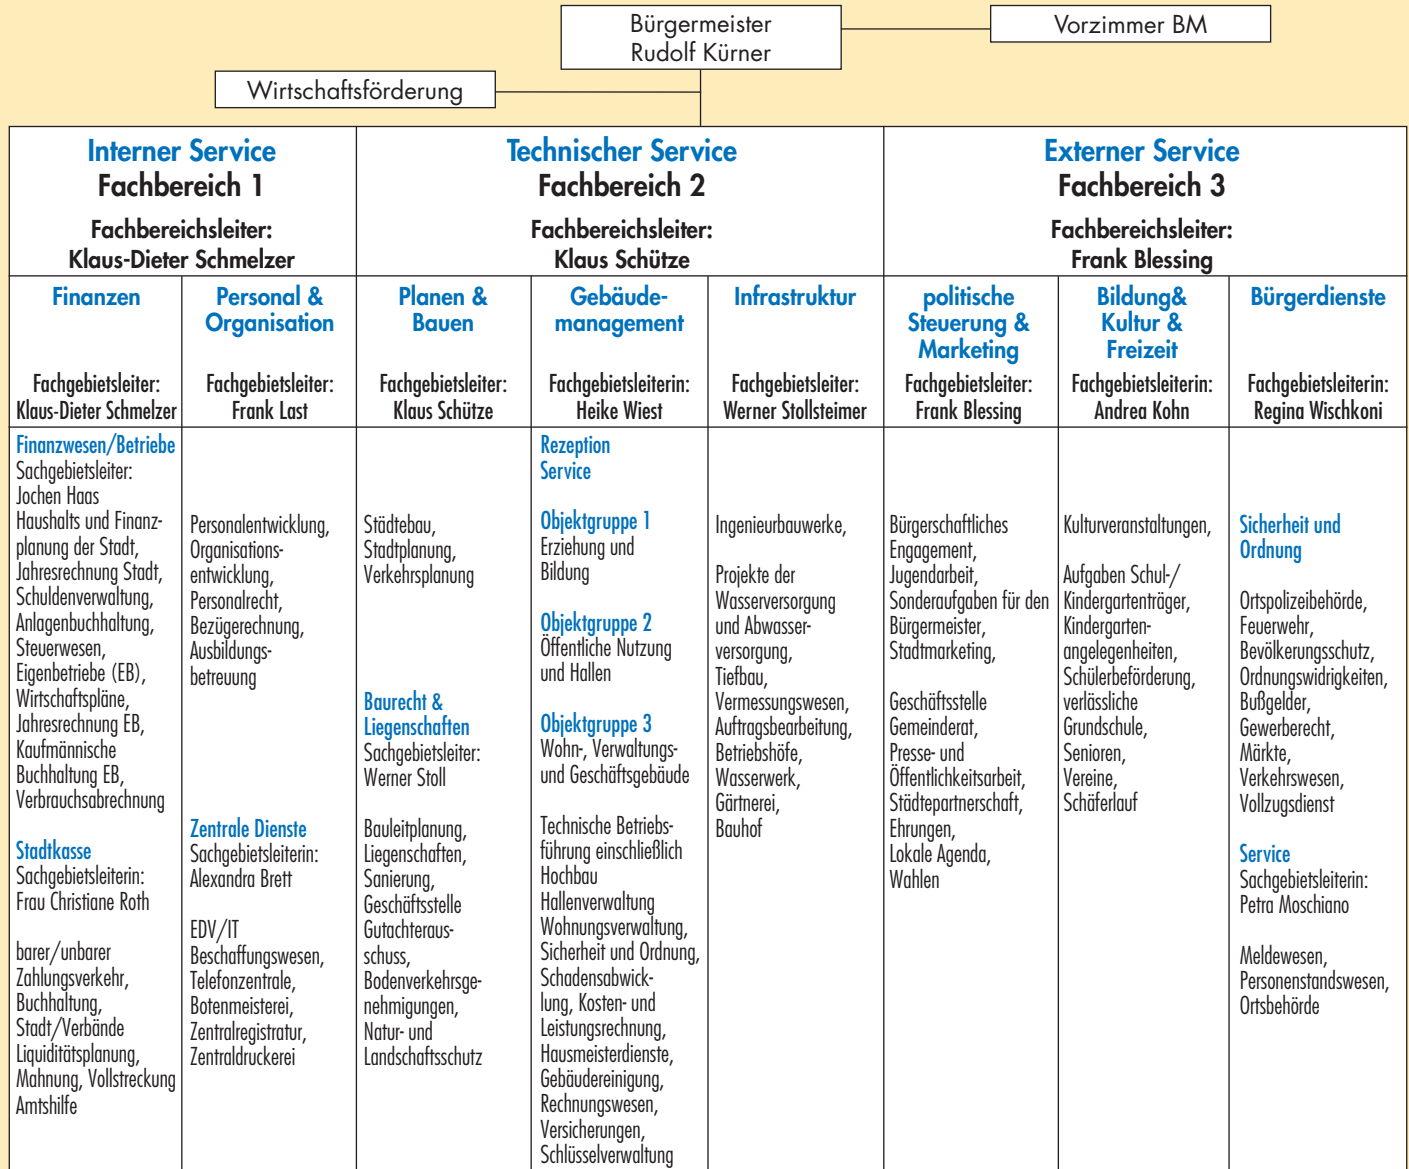 Bürgermeister
Rudolf Kürner
Vorzimmer BM
Wirtschaftsförderung
Interner Service
Fachbereich 1
Fachbereichsleiter:
Klaus-Dieter Schmelzer
Technischer Service
Fachbereich 2
Fachbereichsleiter:
Klaus Schütze
Externer Service
Fachbereich 3
Fachbereichsleiter:
Frank Blessing
Finanzen
Fachgebietsleiter:
Klaus-Dieter Schmelzer
Finanzwesen/Betriebe
Sachgebietsleiter:
Jochen Haas
Haushalts und Finanz-
planung der Stadt,
Jahresrechnung Stadt,
Schuldenverwaltung,
Anlagenbuchhaltung,
Steuerwesen,
Eigenbetriebe (EB),
Wirtschaftspläne,
Jahresrechnung EB,
Kaufmännische
Buchhaltung EB,
Verbrauchsabrechnung
Stadtkasse
Sachgebietsleiterin:
Frau Christiane Roth
barer/unbarer
Zahlungsverkehr,
Buchhaltung,
Stadt/Verbände
Liquiditätsplanung,
Mahnung, Vollstreckung
Amtshilfe
Personal &
Organisation
Fachgebietsleiter:
Frank Last
Personalentwicklung,
Organisations-
entwicklung,
Personalrecht,
Bezügerechnung,
Ausbildungs-
betreuung
Zentrale Dienste
Sachgebietsleiterin:
Alexandra Brett
EDV/IT
Beschaffungswesen,
Telefonzentrale,
Botenmeisterei,
Zentralregistratur,
Zentraldruckerei
Planen &
Bauen
Fachgebietsleiter:
Klaus Schütze
Städtebau,
Stadtplanung,
Verkehrsplanung
Baurecht &
Liegenschaften
Sachgebietsleiter:
Werner Stoll
Bauleitplanung,
Liegenschaften,
Sanierung,
Geschäftsstelle
Gutachteraus-
schuss,
Bodenverkehrsge-
nehmigungen,
Natur- und
Landschaftsschutz
Gebäude-
management
Fachgebietsleiterin:
Heike Wiest
Rezeption
Service
Objektgruppe 1
Erziehung und
Bildung
Objektgruppe 2
Öffentliche Nutzung
und Hallen
Objektgruppe 3
Wohn-, Verwaltungs-
und Geschäftsgebäude
Technische Betriebs-
führung einschließlich
Hochbau
Hallenverwaltung
Wohnungsverwaltung,
Sicherheit und Ordnung,
Schadensabwick-
lung, Kosten- und
Leistungsrechnung,
Hausmeisterdienste,
Gebäudereinigung,
Rechnungswesen,
Versicherungen,
Schlüsselverwaltung
Infrastruktur
Fachgebietsleiter:
Werner Stollsteimer
Ingenieurbauwerke,
Projekte der
Wasserversorgung
und Abwasser-
versorgung,
Tiefbau,
Vermessungswesen,
Auftragsbearbeitung,
Betriebshöfe,
Wasserwerk,
Gärtnerei,
Bauhof
politische
Steuerung &
Marketing
Fachgebietsleiter:
Frank Blessing
Bürgerschaftliches
Engagement,
Jugendarbeit,
Sonderaufgaben für den
Bürgermeister,
Stadtmarketing,
Geschäftsstelle
Gemeinderat,
Presse- und
Öffentlichkeitsarbeit,
Städtepartnerschaft,
Ehrungen,
Lokale Agenda,
Wahlen
Bildung&
Kultur &
Freizeit
Fachgebietsleiterin:
Andrea Kohn
Kulturveranstaltungen,
Aufgaben Schul-/
Kindergartenträger,
Kindergarten-
angelegenheiten,
Schülerbeförderung,
verlässliche
Grundschule,
Senioren,
Vereine,
Schäferlauf
Bürgerdienste
Fachgebietsleiterin:
Regina Wischkoni
Sicherheit und
Ordnung
Ortspolizeibehörde,
Feuerwehr,
Bevölkerungsschutz,
Ordnungswidrigkeiten,
Bußgelder,
Gewerberecht,
Märkte,
Verkehrswesen,
Vollzugsdienst
Service
Sachgebietsleiterin:
Petra Moschiano
Meldewesen,
Personenstandswesen,
Ortsbehörde